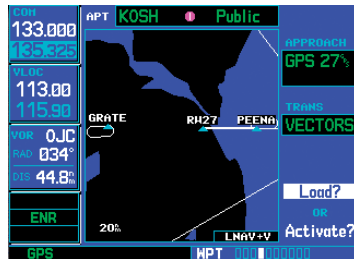 COM
133.000
135.325
VLOC
113.00
115.90
VOR OJC
RAD 034°
DIS 44.8nm
ENR
GPS
APT KOSH Public
GRATE
RW27
PEENA
20nm
LNAV+V
WPT
APPROACH
GPS 27
TRANS
VECTORS
Load?
OR
Activate?